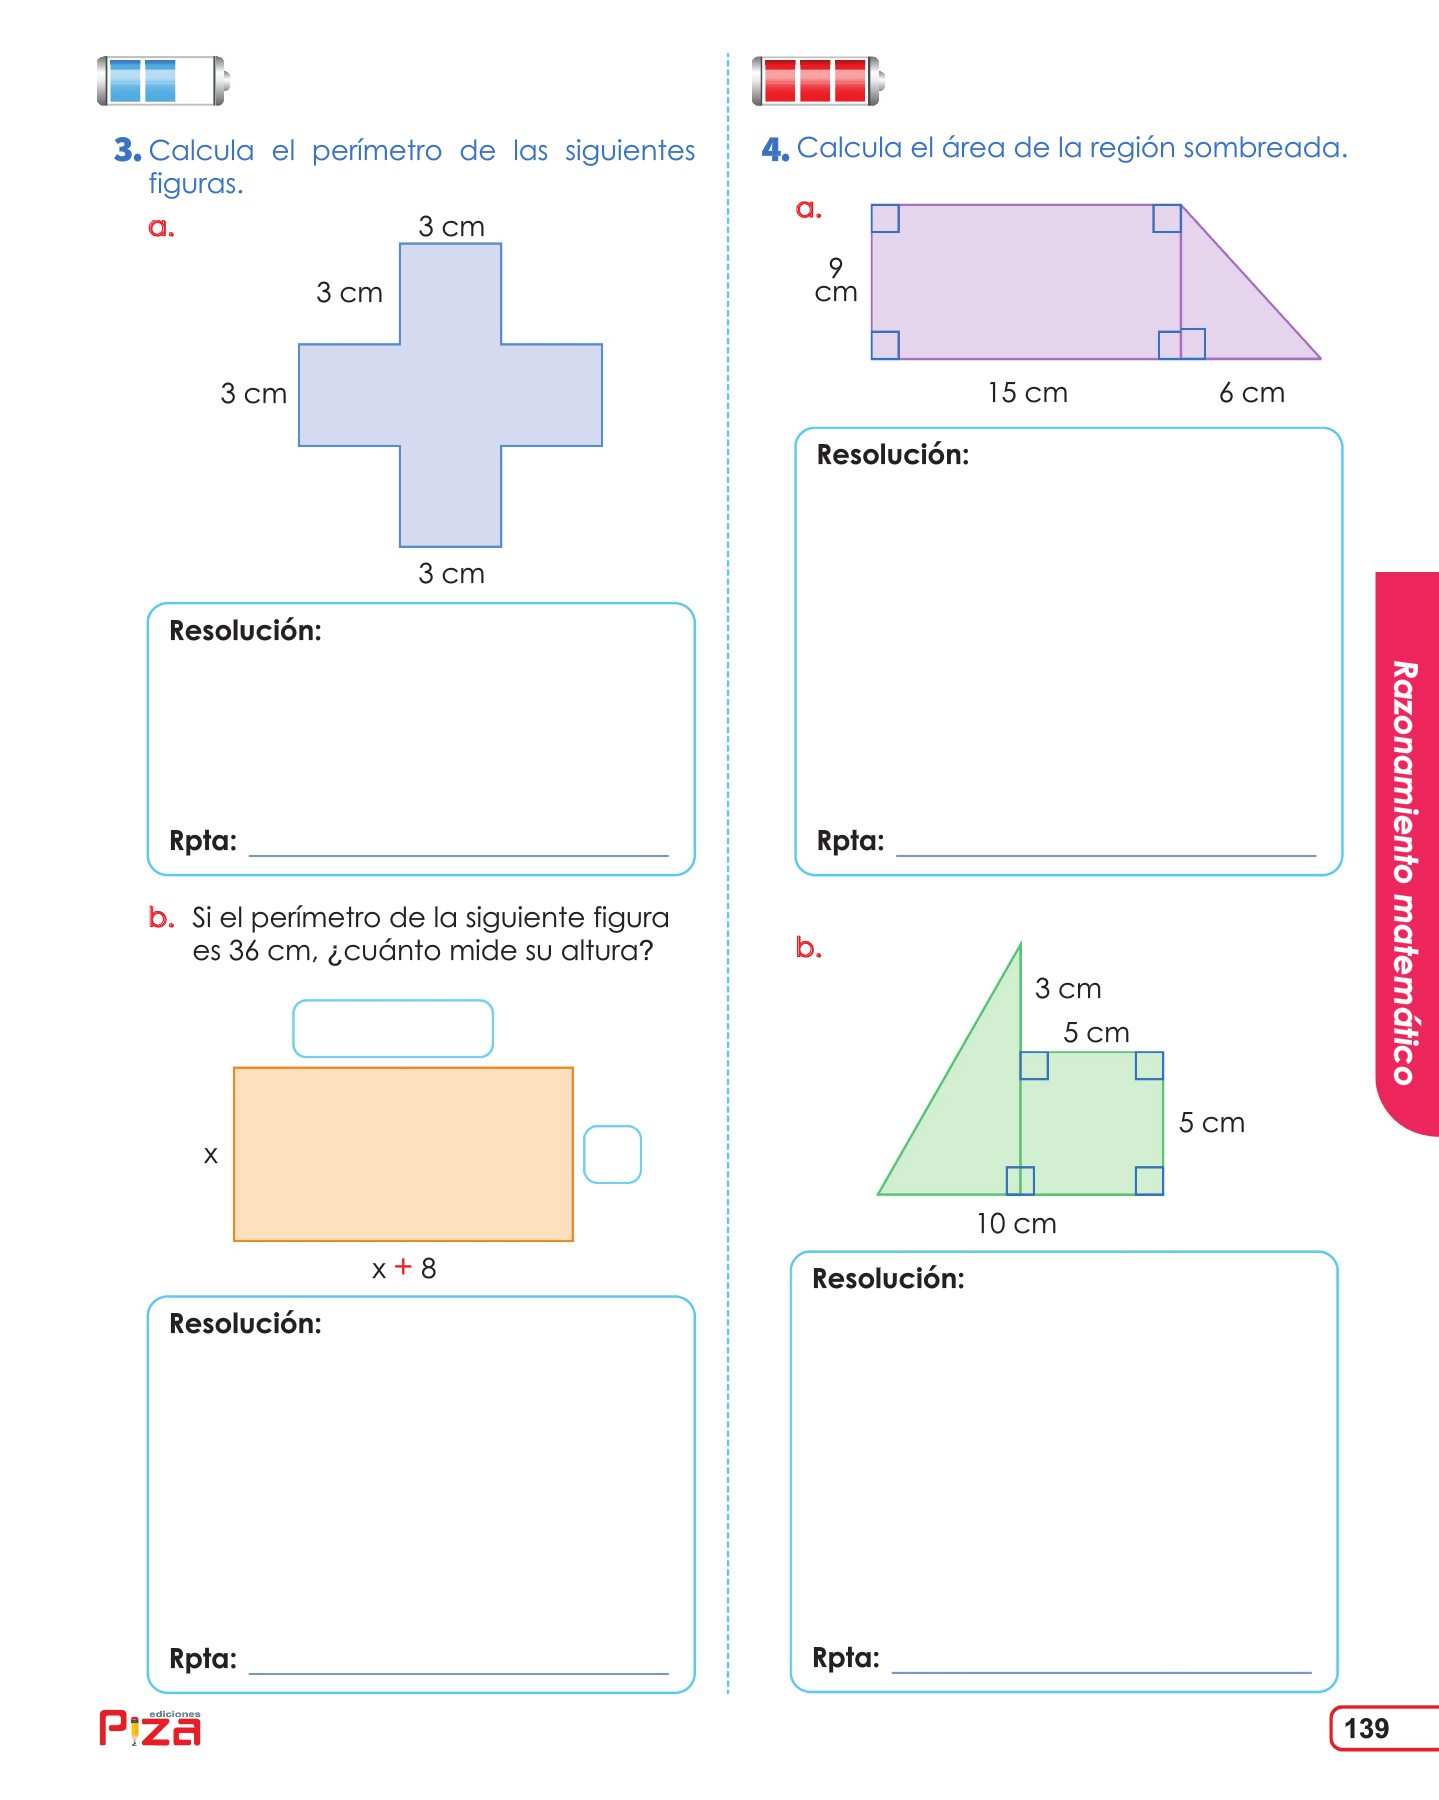 3. Calcula el perímetro de las siguientes
figuras.
a.
3 cm
3 cm
3 cm
3 cm
Resolución:
Rpta:
b. Si el perímetro de la siguiente figura
es 36 cm, ¿cuánto mide su altura?
x
x + 8
Resolución:
Rpta:
4. Calcula el área de la región sombreada.
a.
9
cm
15 cm 6 cm
Resolución:
Rpta:
b.
3 cm
5 cm
5 cm
10 cm
Resolución:
Rpta:
Razonamiento matemático
ediciones
Piza
139